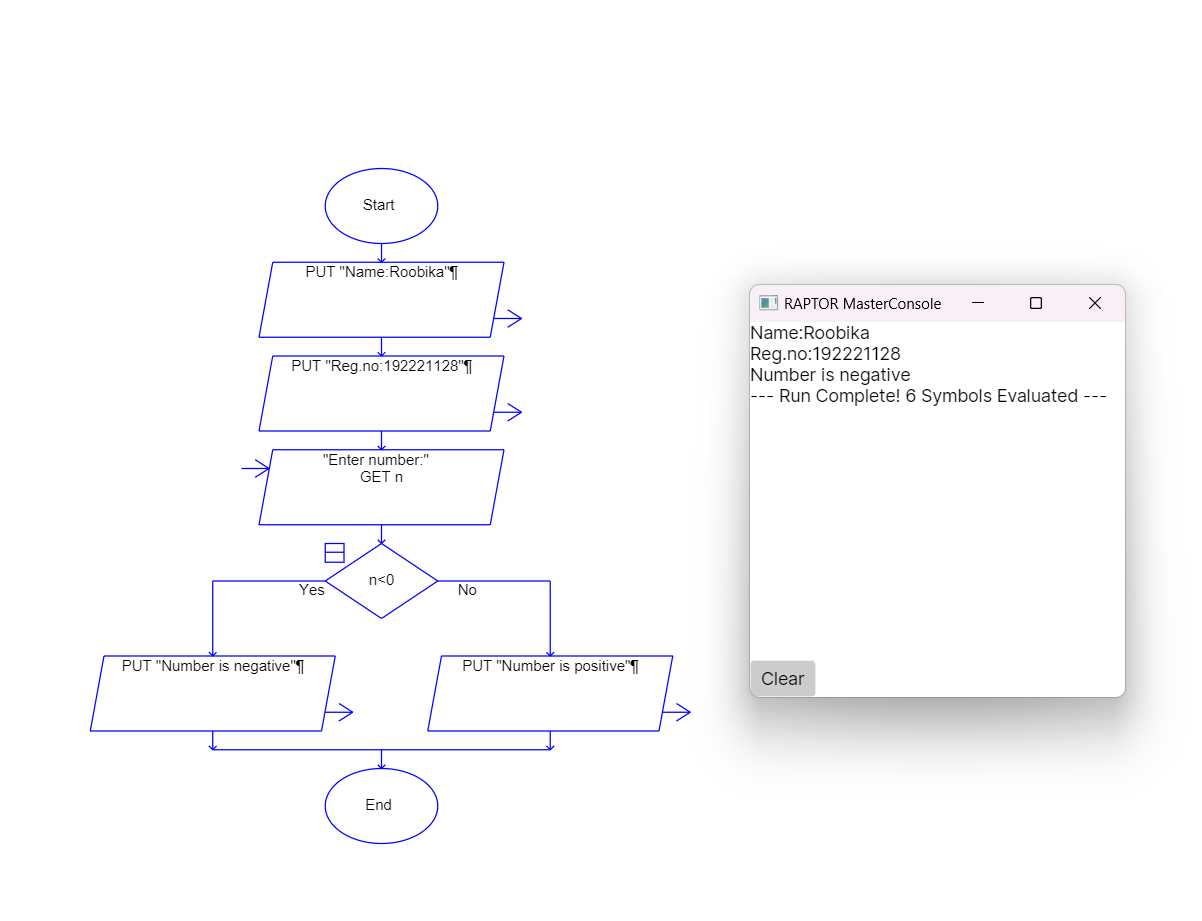 Start
PUT "Name:Roobika"¶
PUT "Reg.no:192221128"¶
"Enter number:"
GET n
n<0
Yes
No
PUT "Number is negative"¶
PUT "Number is positive"¶
End
RAPTOR MasterConsole
Name:Roobika
Reg.no:192221128
Number is negative
--- Run Complete! 6 Symbols Evaluated ---
Clear